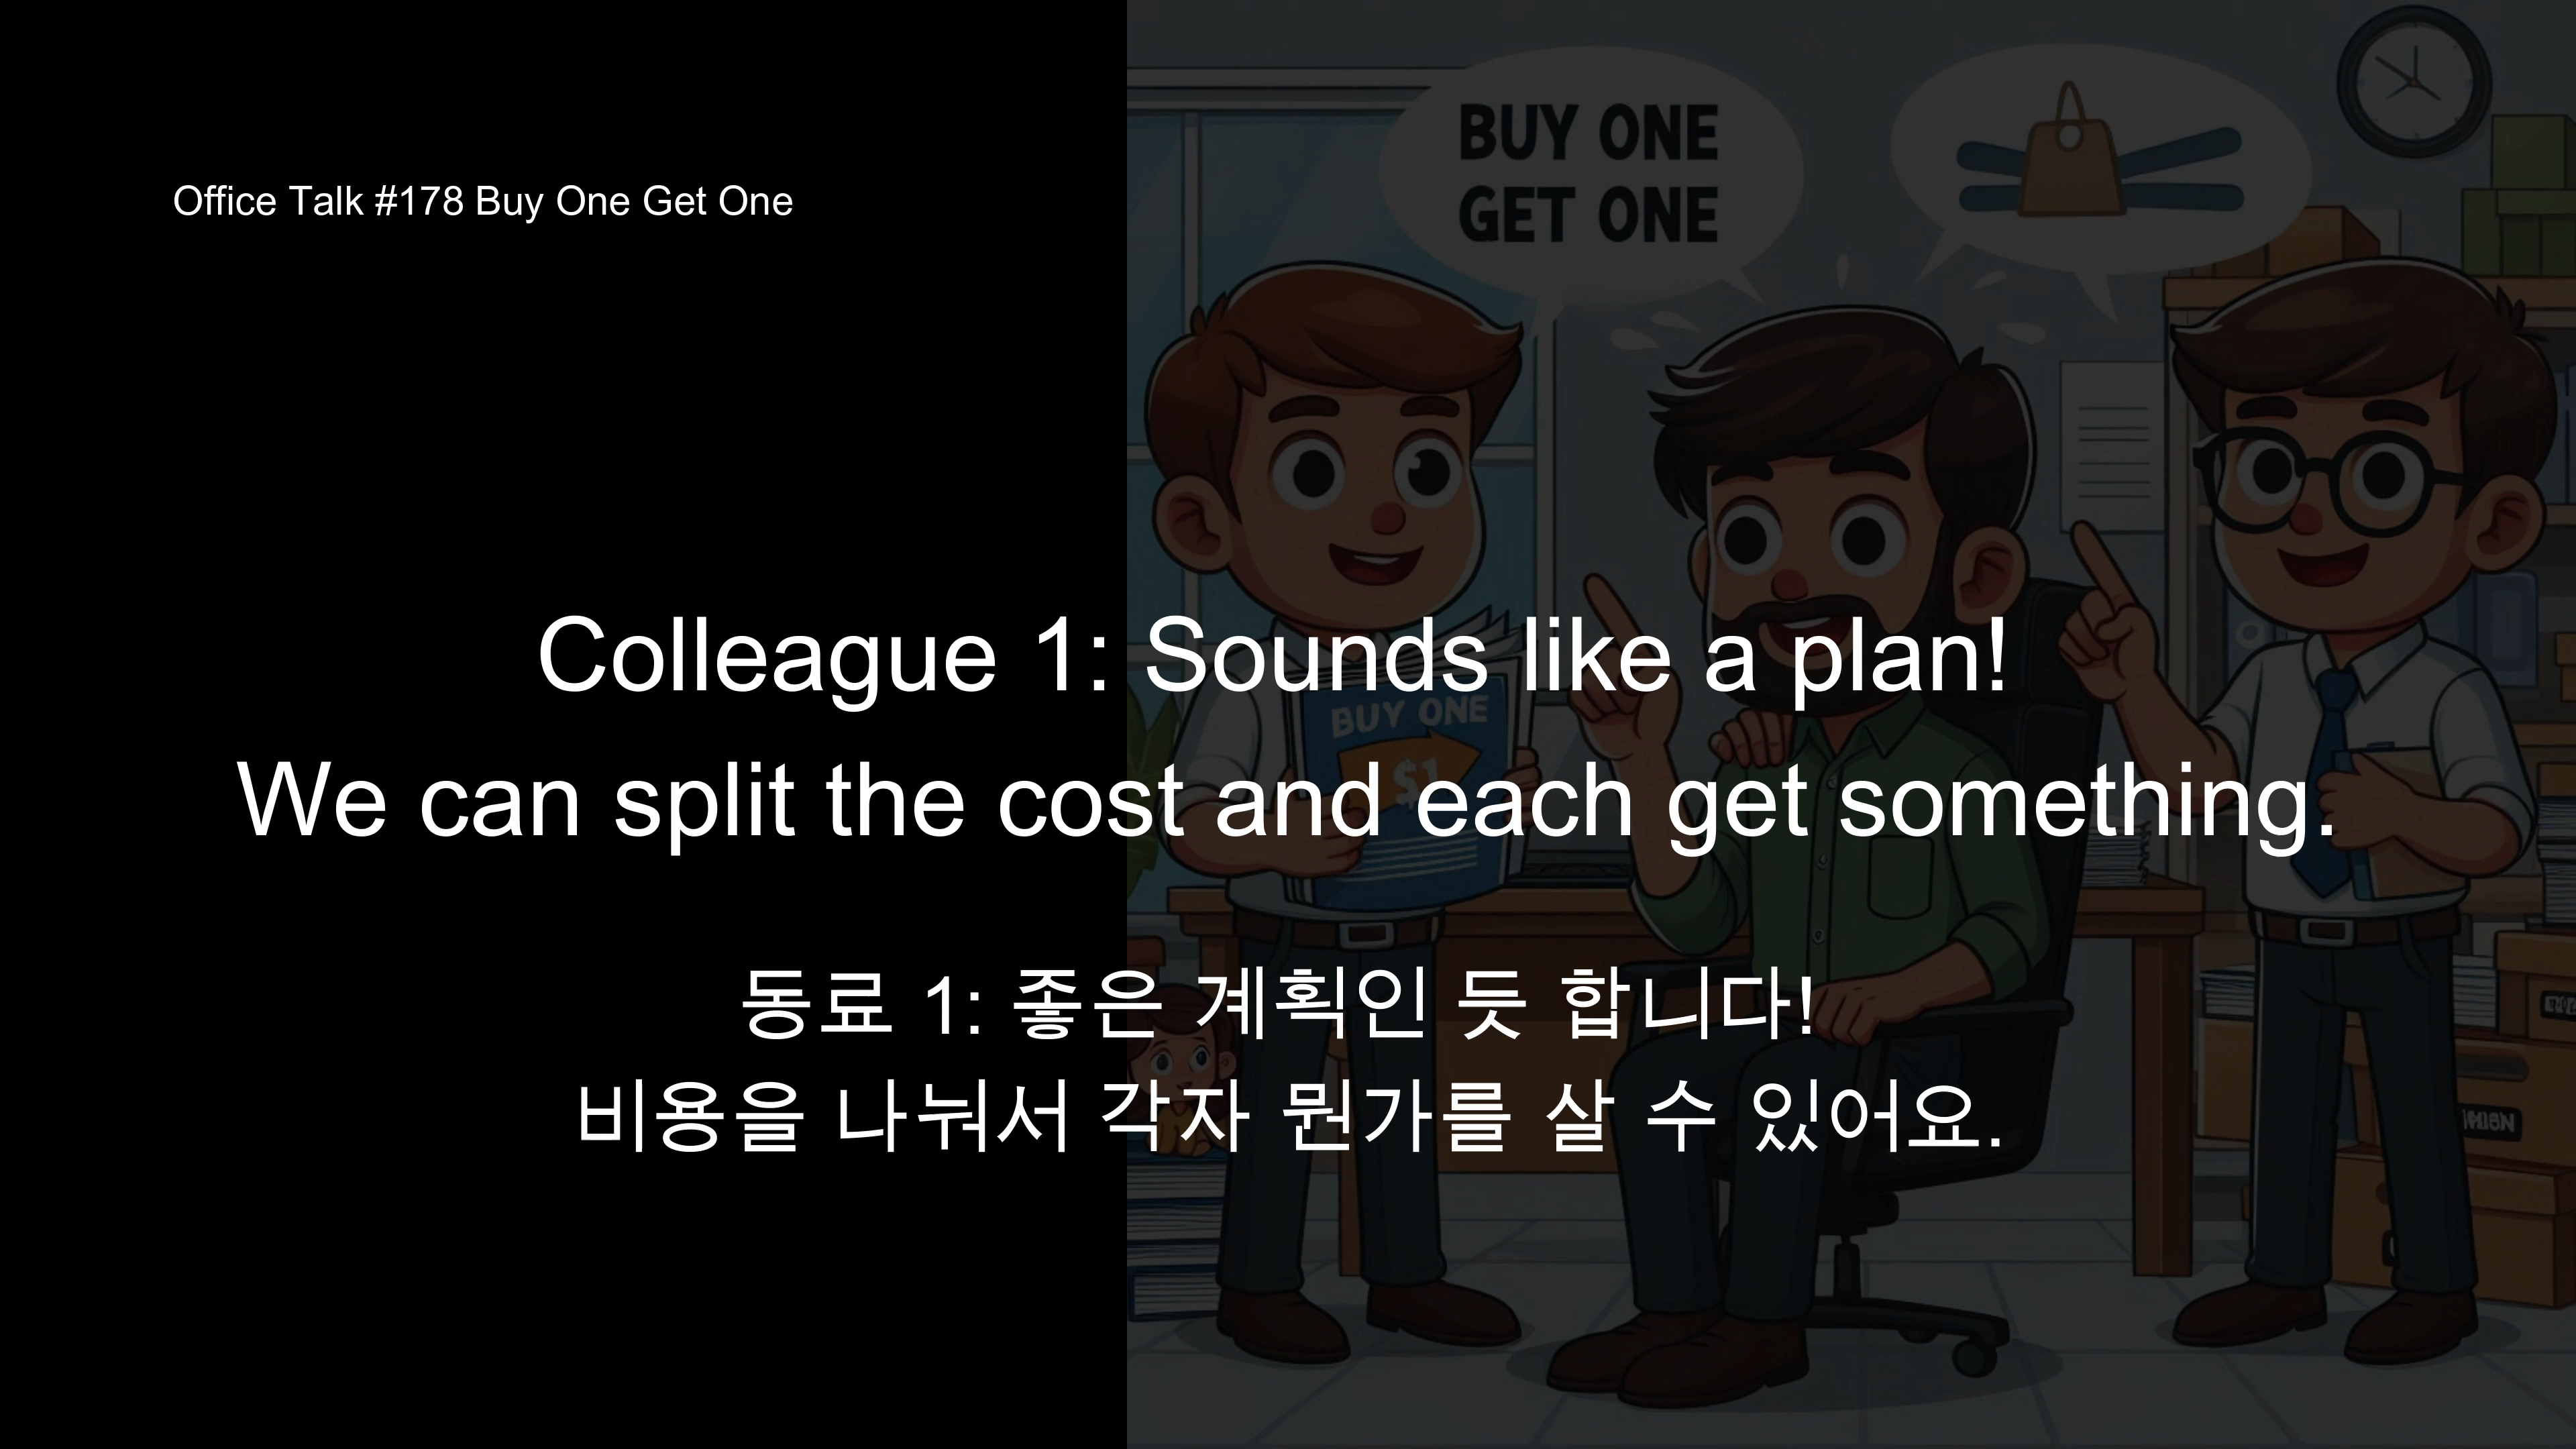 Office Talk #178 Buy One Get One
BUY ONE
GET ONE
Colleague 1: Sounds like a plan!
We can split the cost and each get something.
BUY ONE
$1
동료 1: 좋은 계획인 듯 합니다!
비용을 나눠서 각자 뭔가를 살 수 있어요.